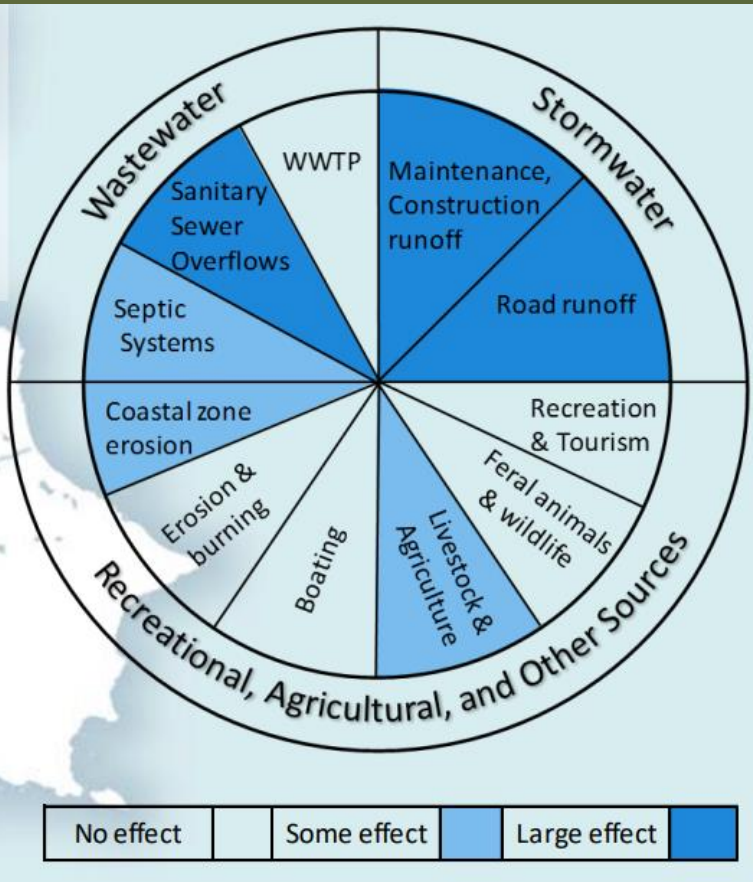 Wastewater
Stormwater
WWTP
Sanitary
Sewer
Overflows
Septic
Systems
Maintenance,
Construction
runoff
Road runoff
Coastal zone
erosion
Erosion &
burning
Boating
Livestock &
Agriculture
Feral animals
& wildlife
Recreation
& Tourism
Recreational, Agricultural, and Other Sources
No effect
Some effect
Large effect